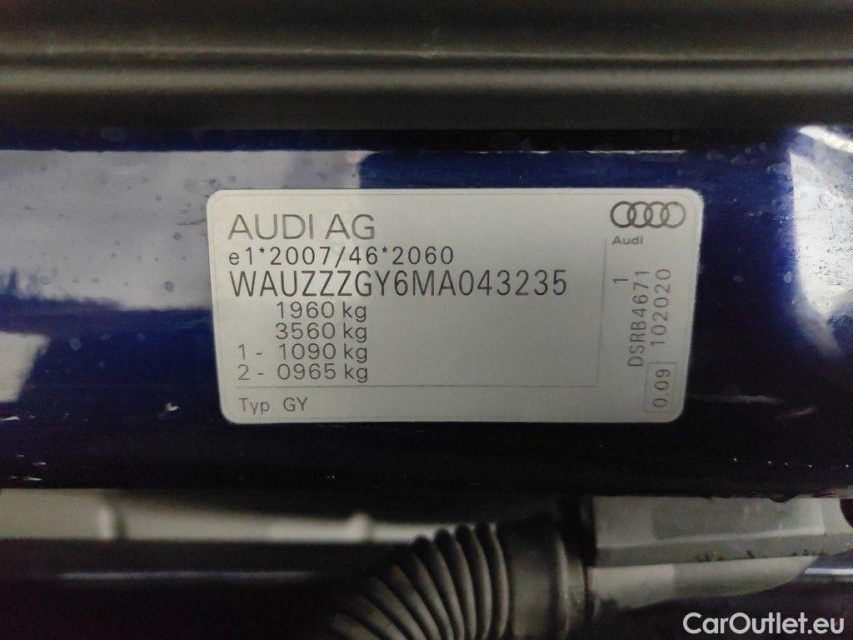 AUDI AG
e1*2007/46*2060
WAUZZZGY6MA043235
1960 kg
3560 kg
1 - 1090 kg
2 - 0965 kg
Typ GY
Audi
1
DSRB4671
102020
0.09
CarOutlet.eu